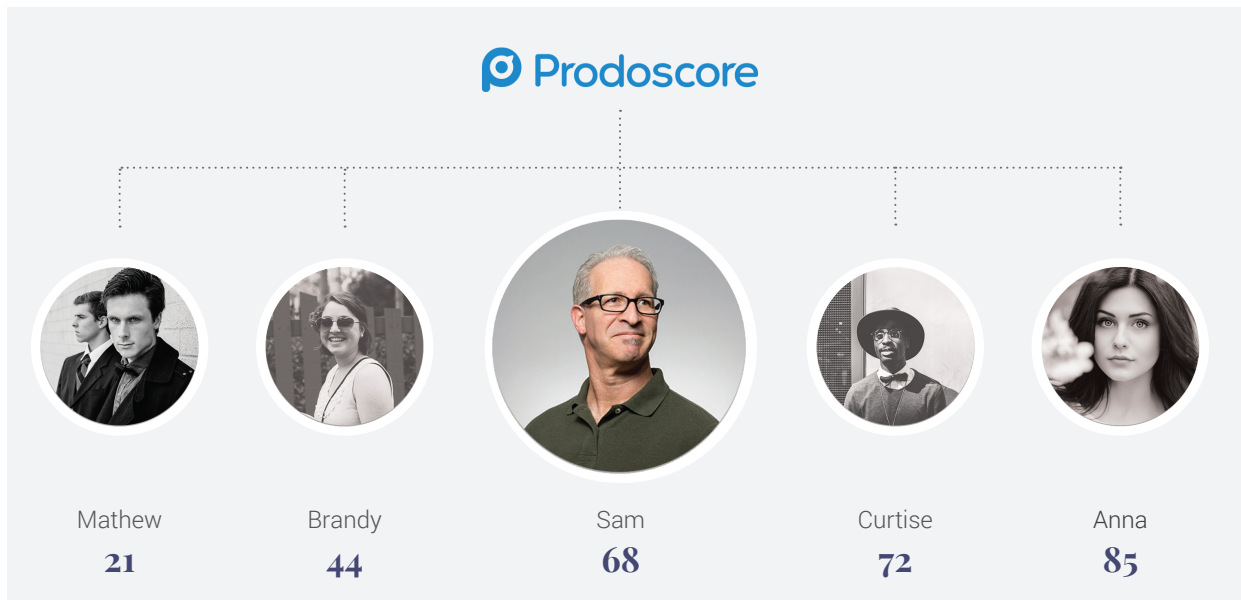 Prodoscore
Mathew
21
Brandy
44
Sam
68
Curtise
72
Anna
85